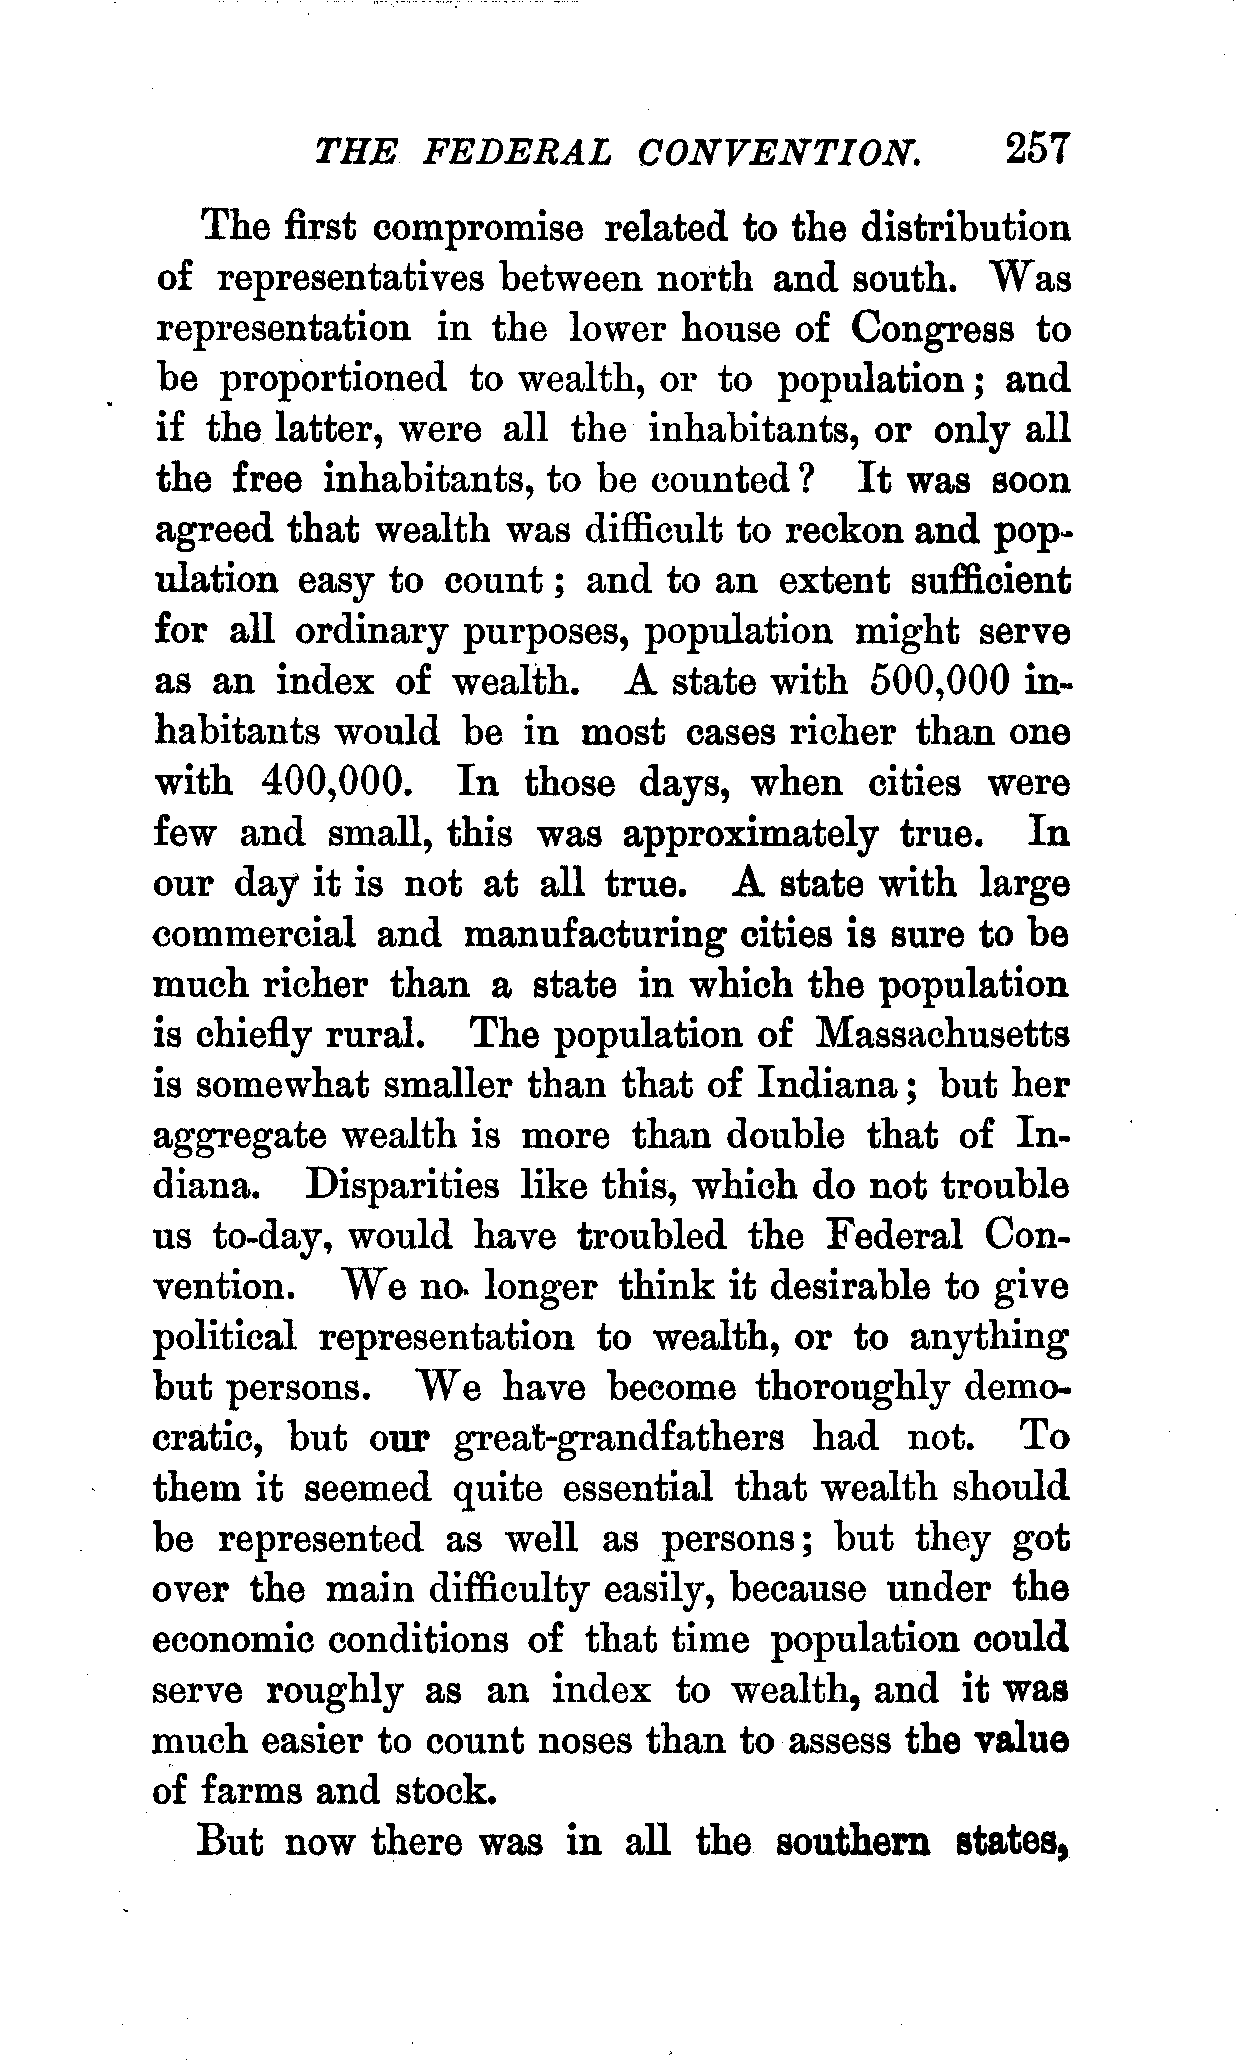 THE FEDERAL CONVENTION. 257
The first compromise related to the distribution
of representatives between north and south. Was
representation in the lower house of Congress to
be proportioned to wealth, or to population; and
if the latter, were all the inhabitants, or only all
the free inhabitants, to be counted? It was soon
agreed that wealth was difficult to reckon and pop-
ulation easy to count; and to an extent sufficient
for all ordinary purposes, population might serve
as an index of wealth. A state with 500,000 in-
habitants would be in most cases richer than one
with 400,000. In those days, when cities were
few and small, this was approximately true. In
our day it is not at all true. A state with large
commercial and manufacturing cities is sure to be
much richer than a state in which the population
is chiefly rural. The population of Massachusetts
is somewhat smaller than that of Indiana; but her
aggregate wealth is more than double that of In-
diana. Disparities like this, which do not trouble
us to-day, would have troubled the Federal Con-
vention. We no longer think it desirable to give
political representation to wealth, or to anything
but persons. We have become thoroughly demo-
cratic, but our great-grandfathers had not. To
them it seemed quite essential that wealth should
be represented as well as persons; but they got
over the main difficulty easily, because under the
economic conditions of that time population could
serve roughly as an index to wealth, and it was
much easier to count noses than to assess the value
of farms and stock.
But now there was in all the southern states,